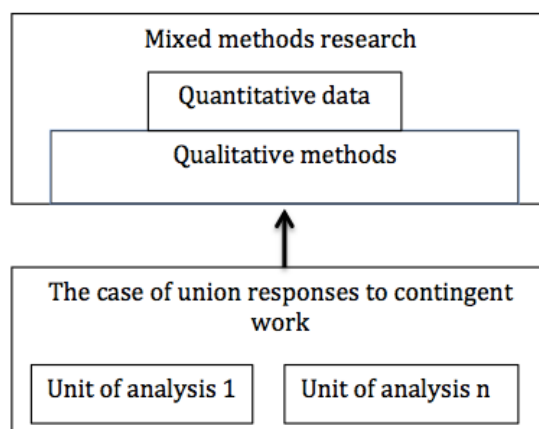 Mixed methods research
Quantitative data
Qualitative methods
The case of union responses to contingent
work
Unit of analysis 1
Unit of analysis n